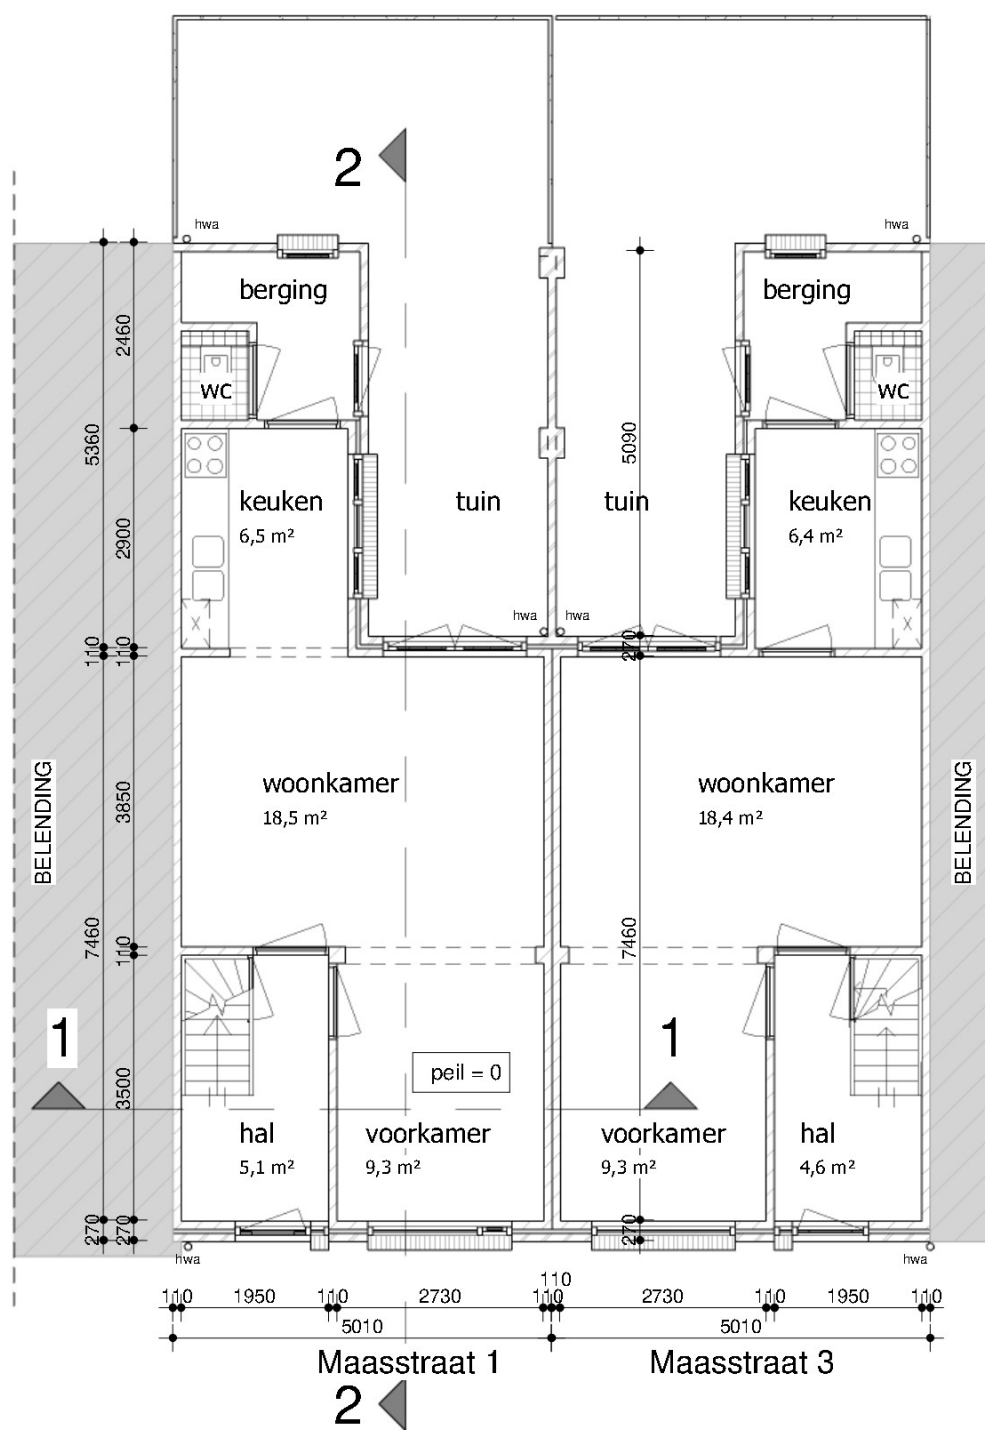 2
hwa
hwa
berging
berging
2460
wc
wc
5360
5090
keuken
6,5 m²
tuin
tuin
keuken
6,4 m²
2900
hwa
hwa
110
110
270
woonkamer
18,5 m²
woonkamer
18,4 m²
3850
BELENDING
BELENDING
7460
110
7460
1
1
peil = 0
3500
hal
5,1 m²
voorkamer
9,3 m²
voorkamer
9,3 m²
hal
4,6 m²
270
270
270
hwa
hwa
110
110
1950
110
2730
110
2730
110
1950
110
5010
5010
Maasstraat 1
Maasstraat 3
2